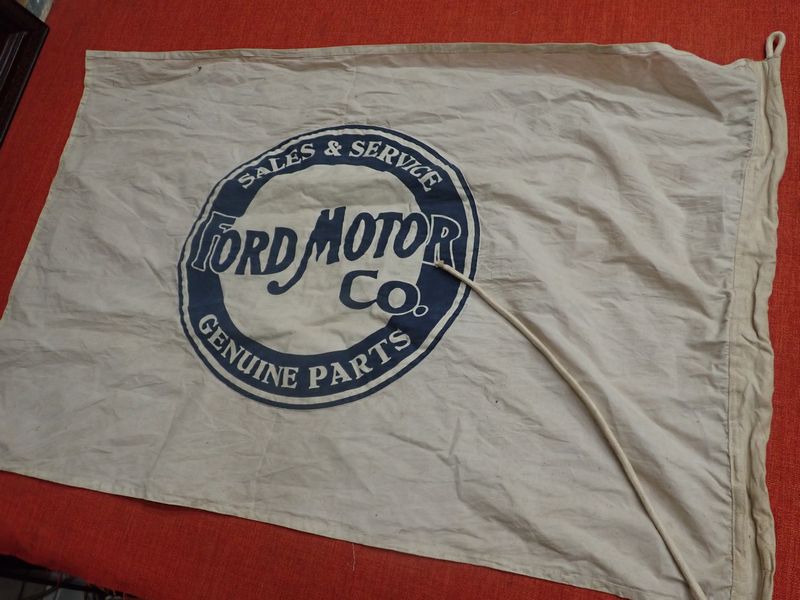 SALES & SERVICE
FORD MOTOR
CO.
GENUINE PARTS